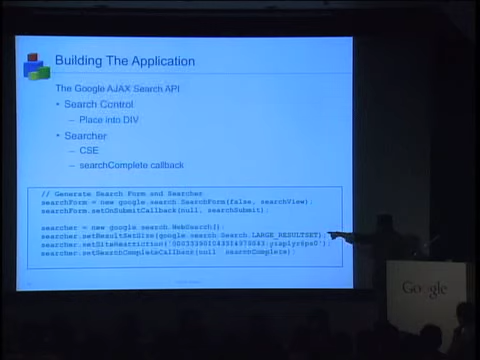 Building The Application
The Google AJAX Search API
• Search Control
– Place into DIV
• Searcher
– CSE
– searchComplete callback
// Generate Search Form and Searcher
searchForm = new google.search.SearchForm(false, searchView);
searchForm.setOnSubmitCallback(null, searchSubmit);
searcher = new google.search.WebSearch();
searcher.setResultSetSize(google.search.Search.LARGE_RESULTSET);
searcher.setSiteRestriction(
searcher.setSearchCompleteCallback(null searchComplete);
Google